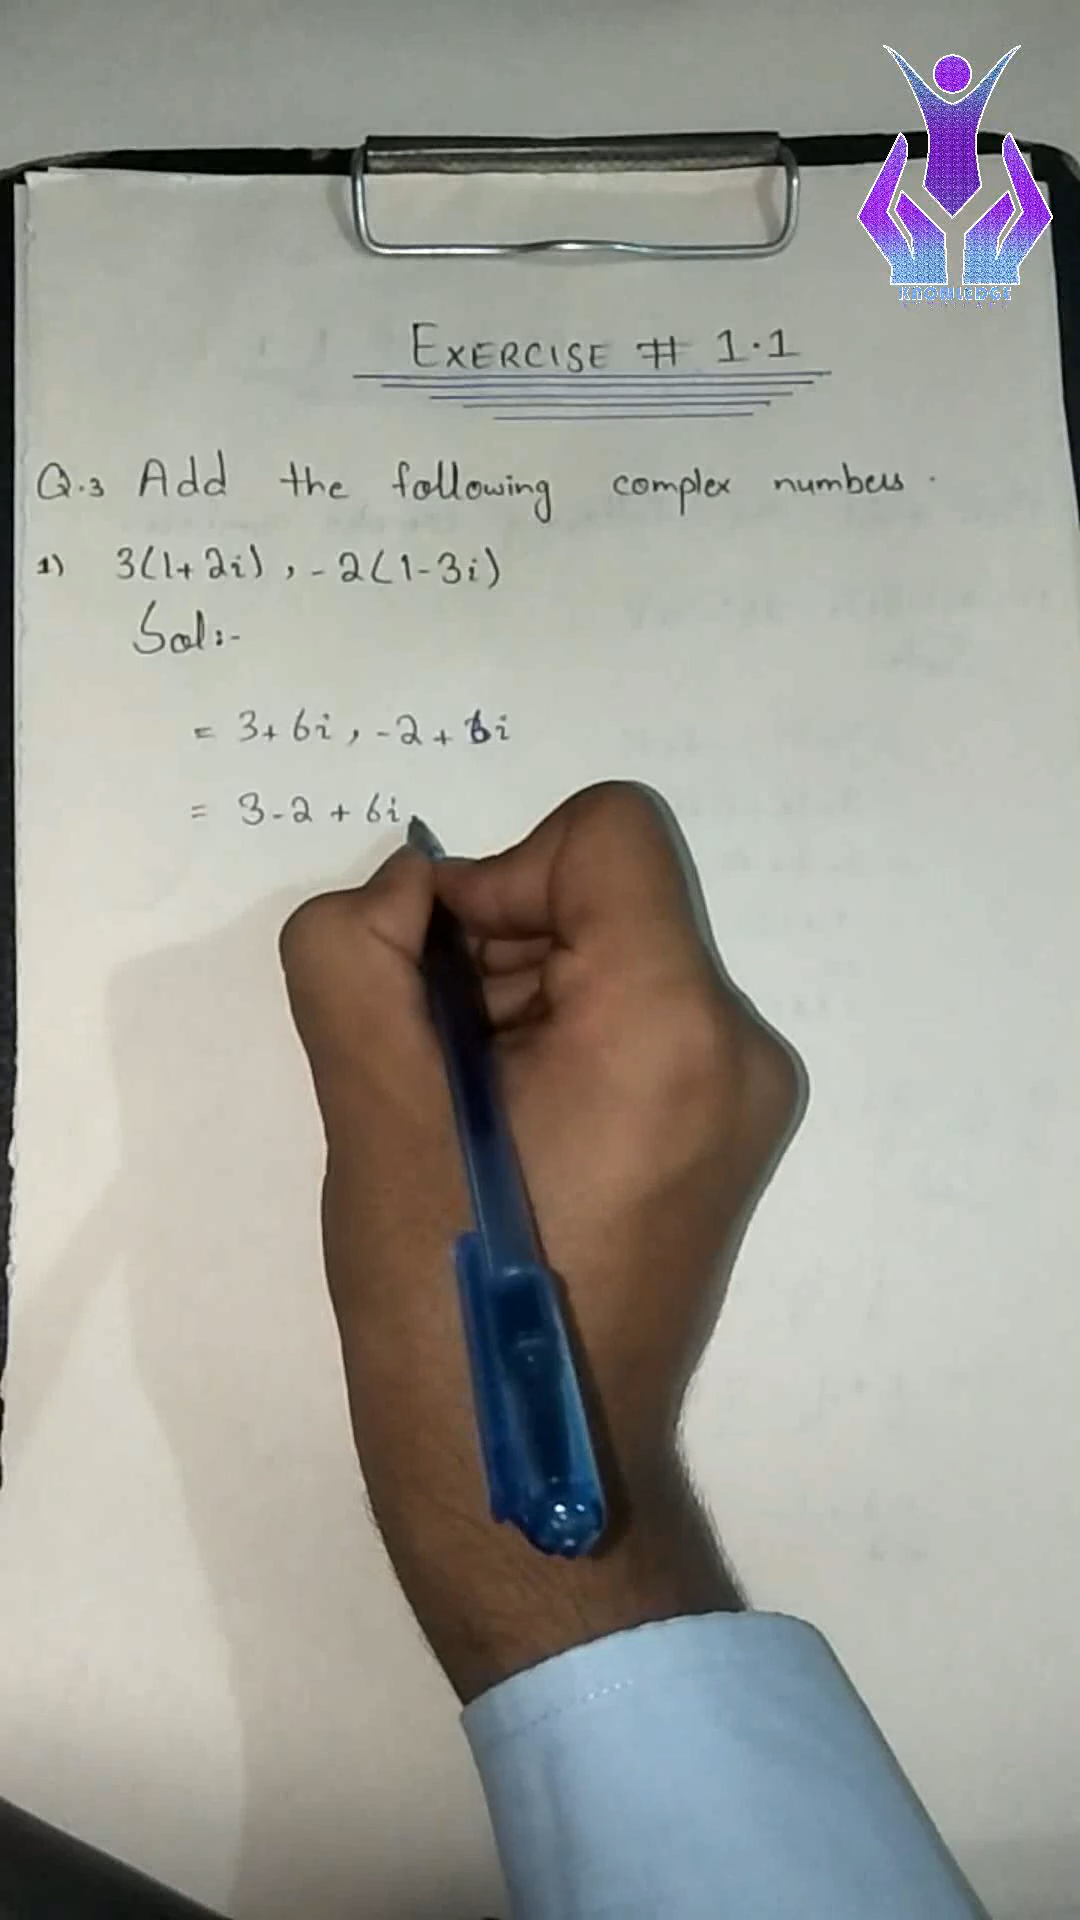 KNOWLEDGE
EXERCISE # 1.1
Q.3 Add the following complex numbers.
1) 3(1+2i), -2(1-3i)
Sol:-
= 3+6i, -2+6i
= 3-2+6i